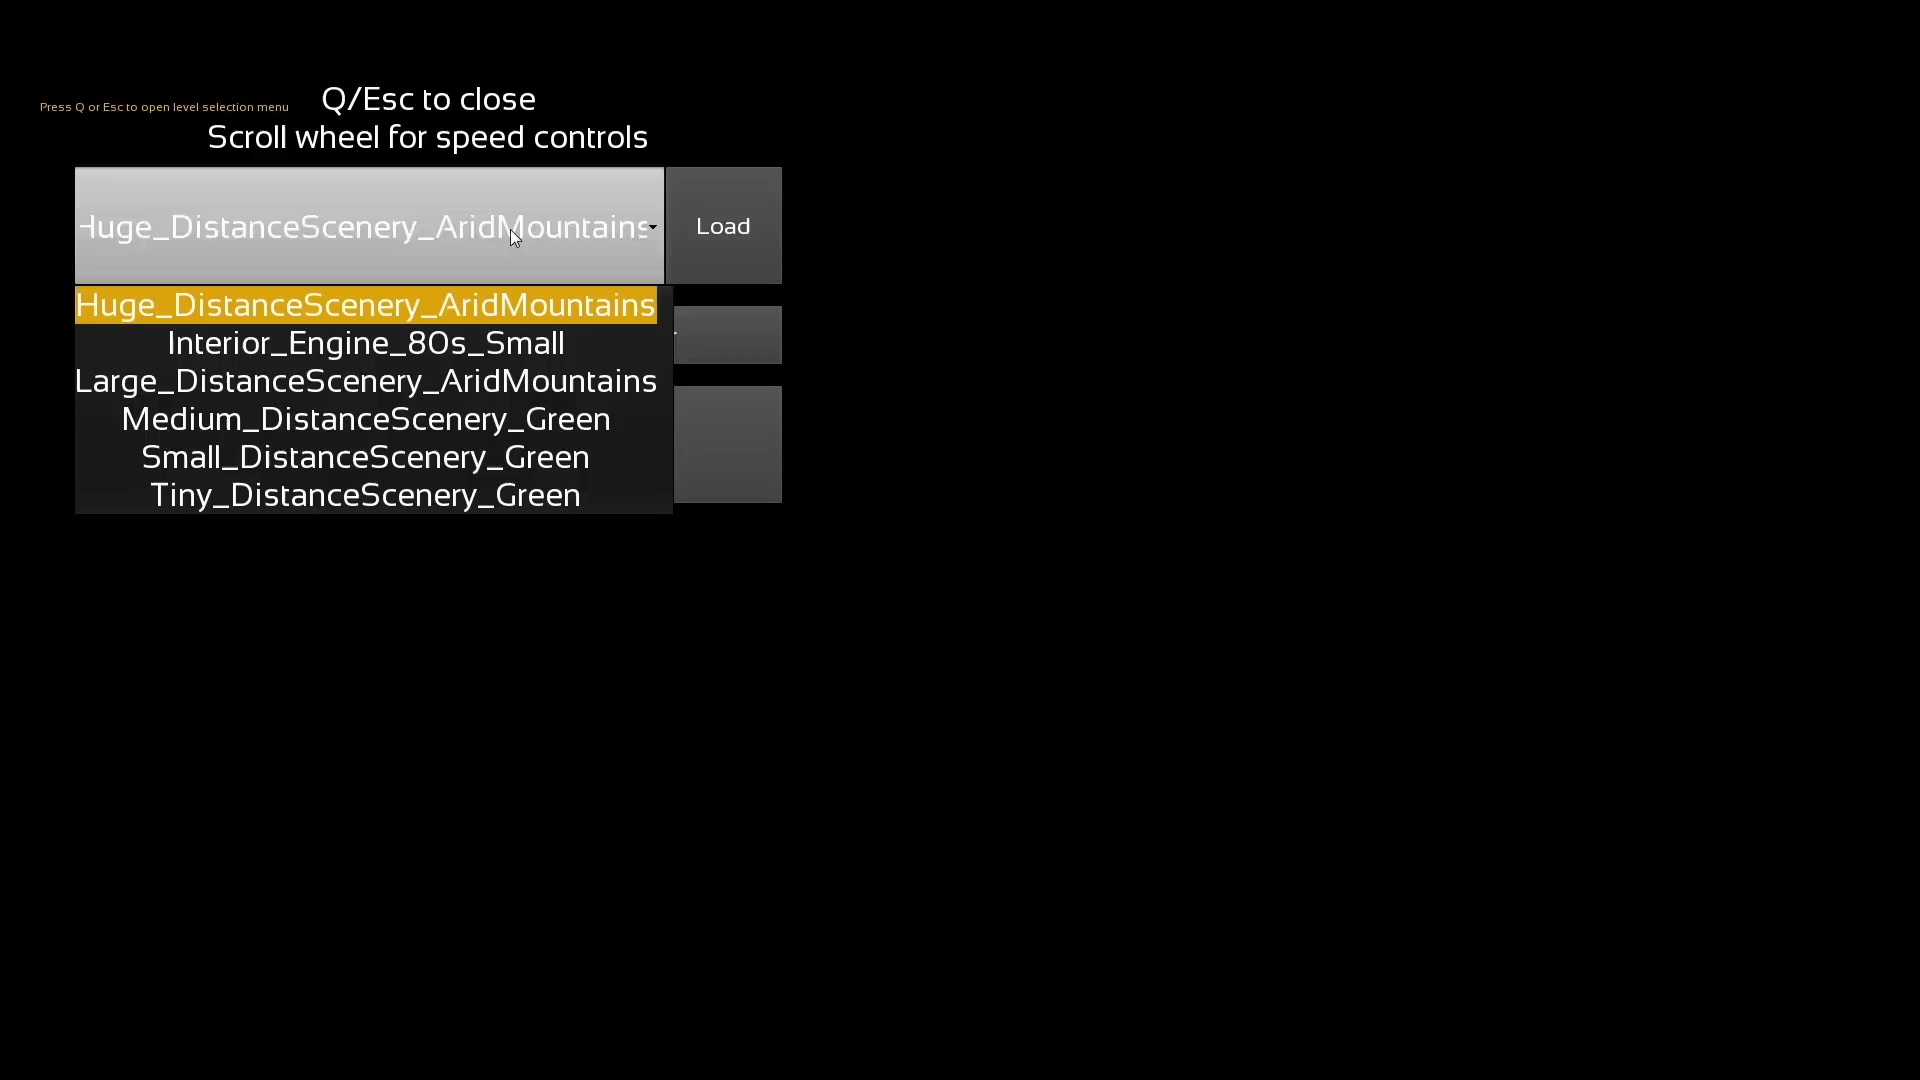 Press Q or Esc to open level selection menu
Q/Esc to close
Scroll wheel for speed controls
Huge_DistanceScenery_AridMountains
Load
Huge_DistanceScenery_AridMountains
Interior_Engine_80s_Small
Large_DistanceScenery_AridMountains
Medium_DistanceScenery_Green
Small_DistanceScenery_Green
Tiny_DistanceScenery_Green